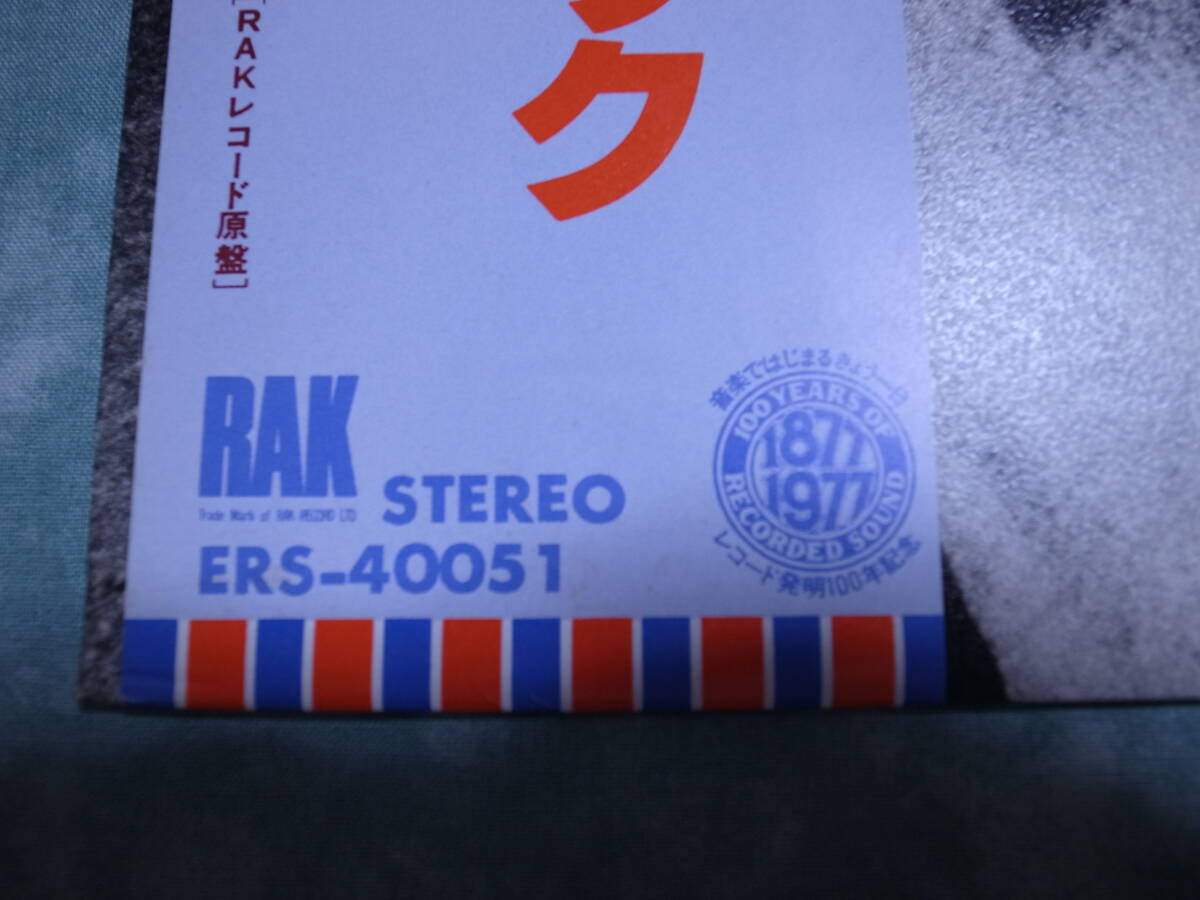 ク
[RAKレコード原盤]
RAK
Trade Mark of RAK RECORD LTD
STEREO
ERS-40051
音楽ではじまるきょう一日
100 YEARS OF
1877
1977
RECORDED SOUND
レコード発明100年記念